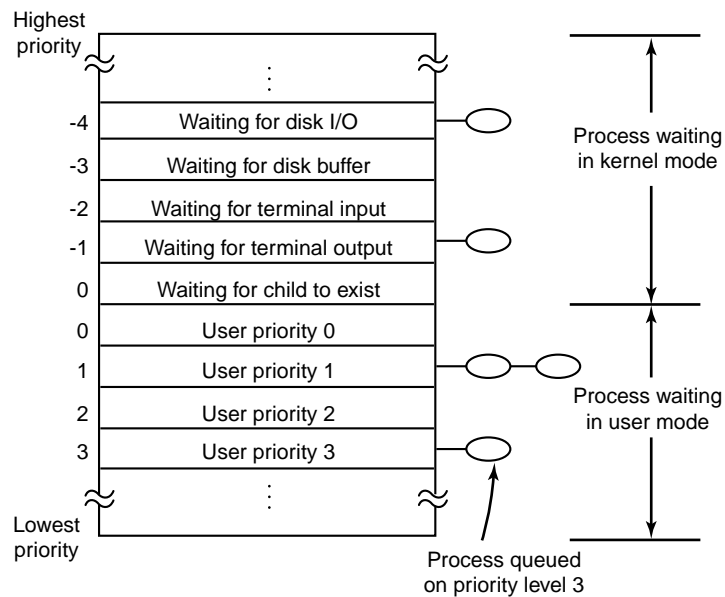 Highest
priority
-4 Waiting for disk I/O
-3 Waiting for disk buffer
-2 Waiting for terminal input
-1 Waiting for terminal output
0 Waiting for child to exist
0 User priority 0
1 User priority 1
2 User priority 2
3 User priority 3
Lowest
priority
Process waiting
in kernel mode
Process waiting
in user mode
Process queued
on priority level 3